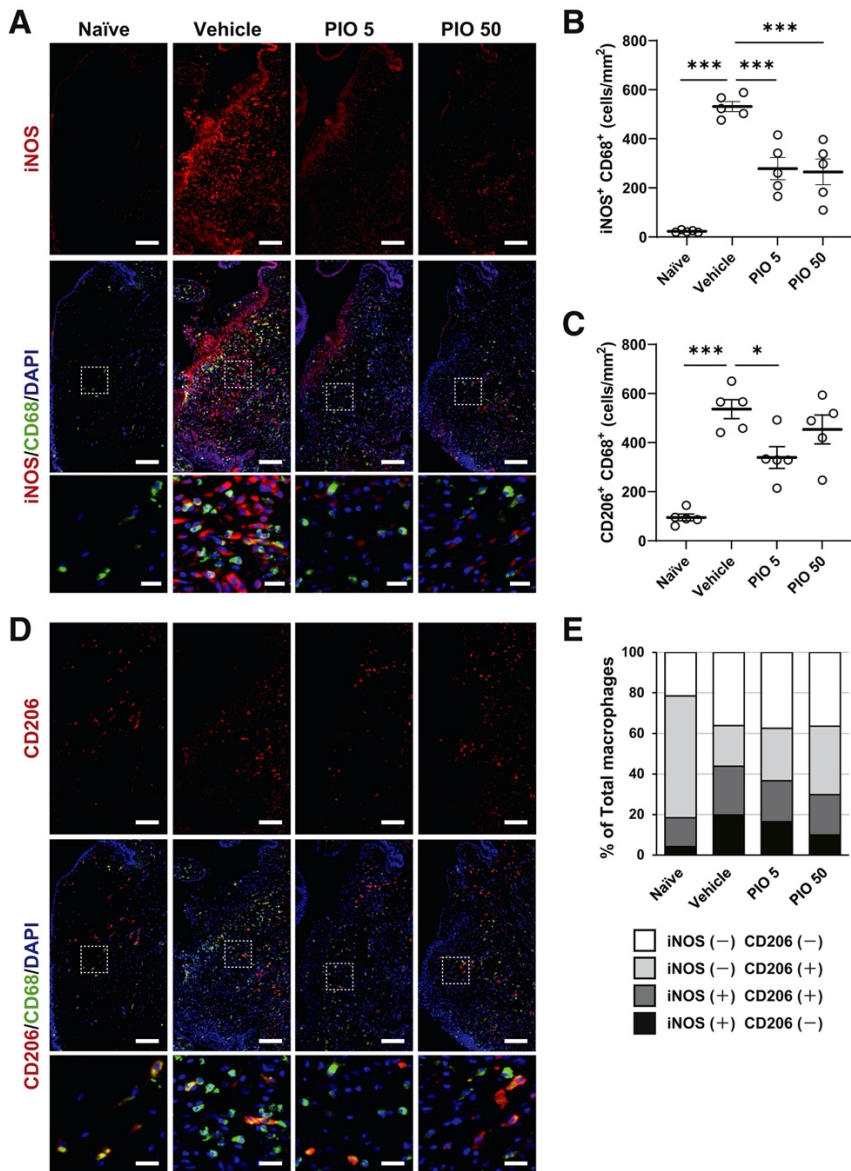 A
Naïve Vehicle PIO 5 PIO 50
iNOS
iNOS/CD68/DAPI
B
iNOS+ CD68+ (cells/mm²)
800
600
400
200
0
*** ***
***
Naïve Vehicle PIO 5 PIO 50
C
CD206+ CD68+ (cells/mm²)
800
600
400
200
0
*** *
Naïve Vehicle PIO 5 PIO 50
D
CD206
CD206/CD68/DAPI
E
% of Total macrophages
100
80
60
40
20
0
Naïve Vehicle PIO 5 PIO 50
iNOS (−) CD206 (−)
iNOS (−) CD206 (+)
iNOS (+) CD206 (+)
iNOS (+) CD206 (−)